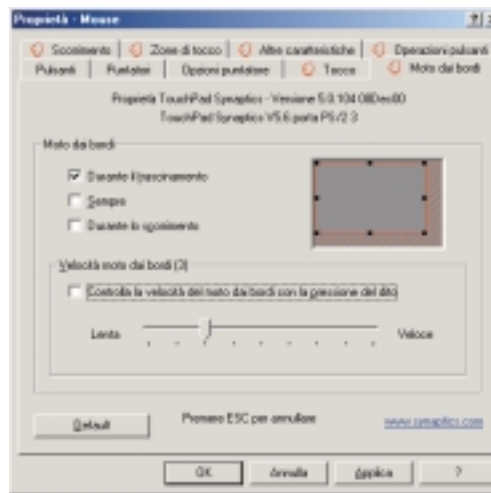 Proprietà - Mouse
Scorrimento Zone di tocco Altre caratteristiche Operazioni pulsanti
Pulsanti Puntatori Opzioni puntatore Tocco Moto dai bordi
Proprietà TouchPad Synaptics - Versione 5.0.104 08Dec00
TouchPad Synaptics V5.6 porta PS/2 3
Moto dai bordi
Durante il trascinamento
Sempre
Durante lo scorrimento
Velocità moto dai bordi (3)
Controlla la velocità del moto dai bordi con la pressione del dito
Lento Veloce
Default
Premere ESC per annullare
www.synaptics.com
OK Annulla Applica ?